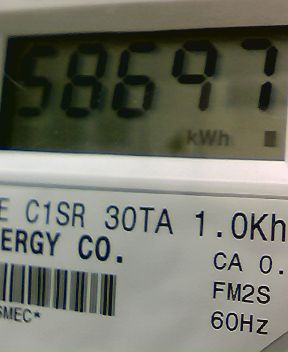 58697
kWh
E C1SR 30TA 1.0Kh
ERGY CO.
CA 0.
FM2S
SMEC*
60Hz